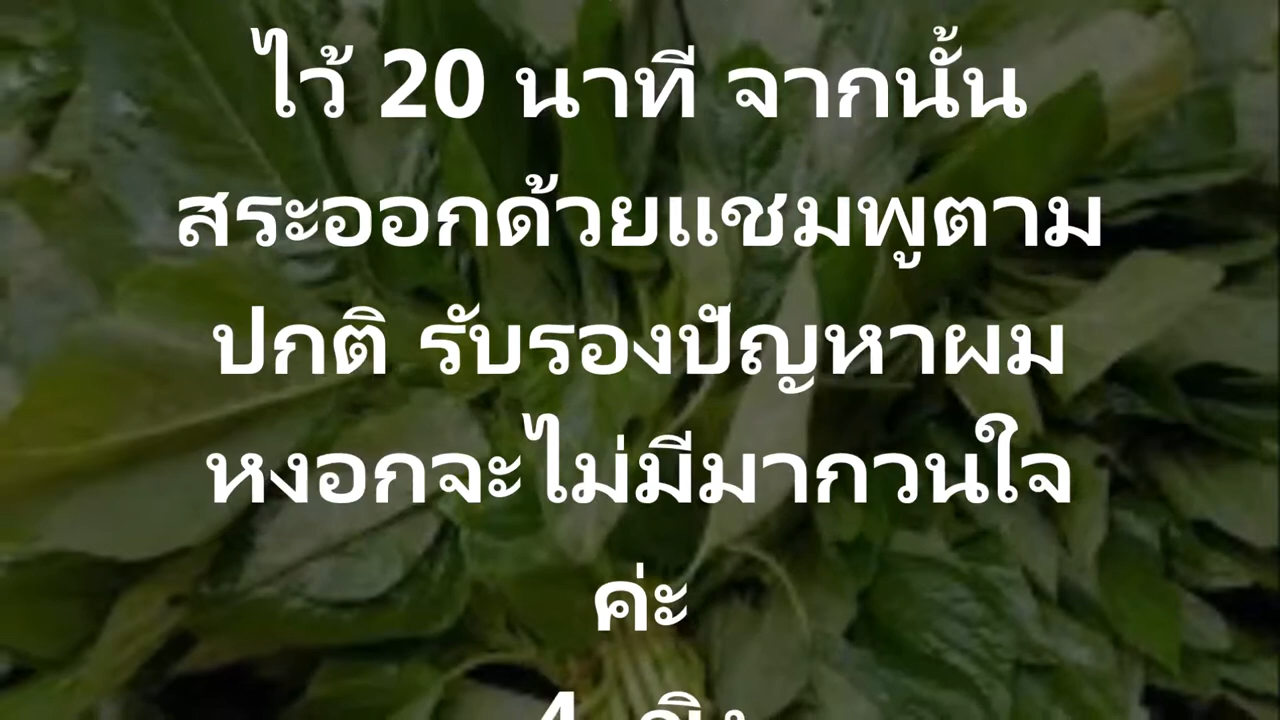 ไว้ 20 นาที จากนั้น
สระออกด้วยแชมพูตาม
ปกติ รับรองปัญหาผม
หงอกจะไม่มีมากวนใจ
ค่ะ